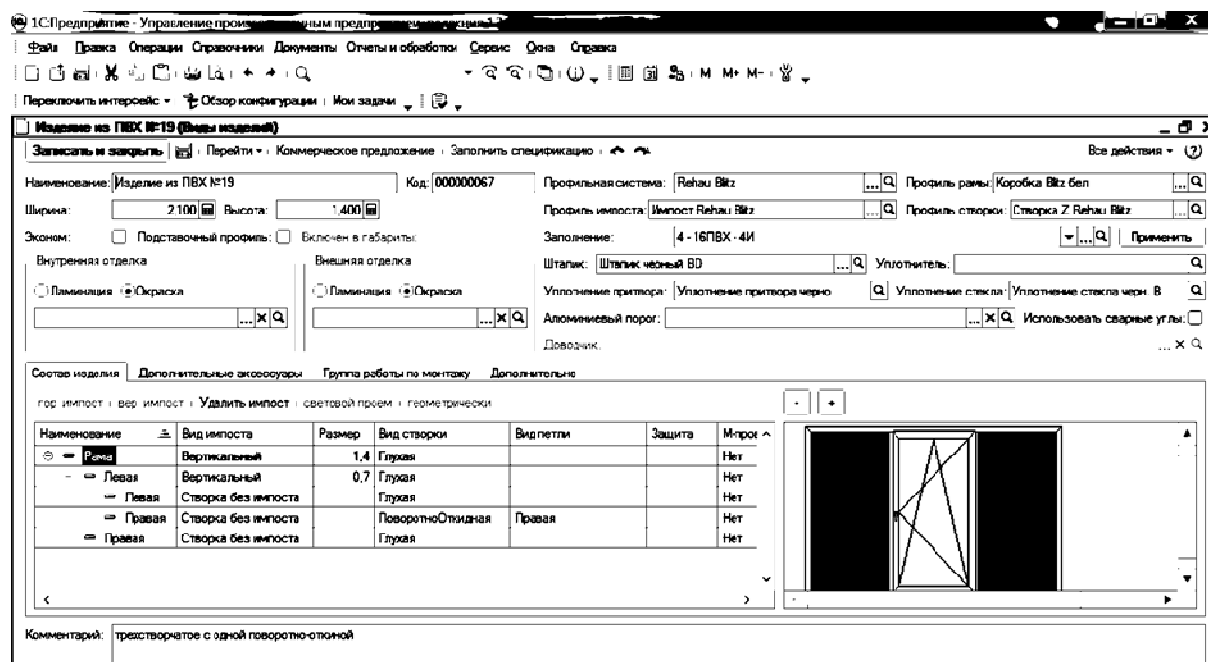 1С:Предприятие - Управление
Файл Правка Операции Справочники Документы Отчеты и обработки Сервис Окна Справка
M M+ M-
Переключить интерфейс Обзор конфигурации Мои задачи
Изделие из ПВХ №19 (Виды изделий)
Записать и закрыть Перейти Коммерческое предложение Заполнить спецификацию Все действия
Наименование: Изделие из ПВХ №19 Код: 000000067 Профильная система: Rehau Blitz Профиль рамы: Коробка Blitz бел
Ширина: 2,100 Высота: 1,400 Профиль импоста: Импост Rehau Blitz Профиль створки: Створка Z Rehau Blitz
Эконом: Подставочный профиль: Включен в габариты: Заполнение: 4 - 16ПВХ - 4И Применить
Внутренняя отделка Внешняя отделка Штапик: Штапик черный BD Уплотнитель:
Ламинация Окраска Ламинация Окраска Уплотнение притвора: Уплотнение притвора черно Уплотнение стекла: Уплотнение стекла черн. В
Алюминиевый порог: Использовать сварные углы:
Доводчик:
Состав изделия Дополнительные аксессуары Группа работы по монтажу Дополнительно
гор импост вер импост Удалить импост световой проем геометрически
Наименование Вид импоста Размер Вид створки Вид петли Защита М-прое
Рама Вертикальный 1,4 Глухая Нет
Левая Вертикальный 0,7 Глухая Нет
Левая Створка без импоста Глухая Нет
Правая Створка без импоста ПоворотноОткидная Правая Нет
Правая Створка без импоста Глухая Нет
Комментарий: трехстворчатое с одной поворотно-откиной